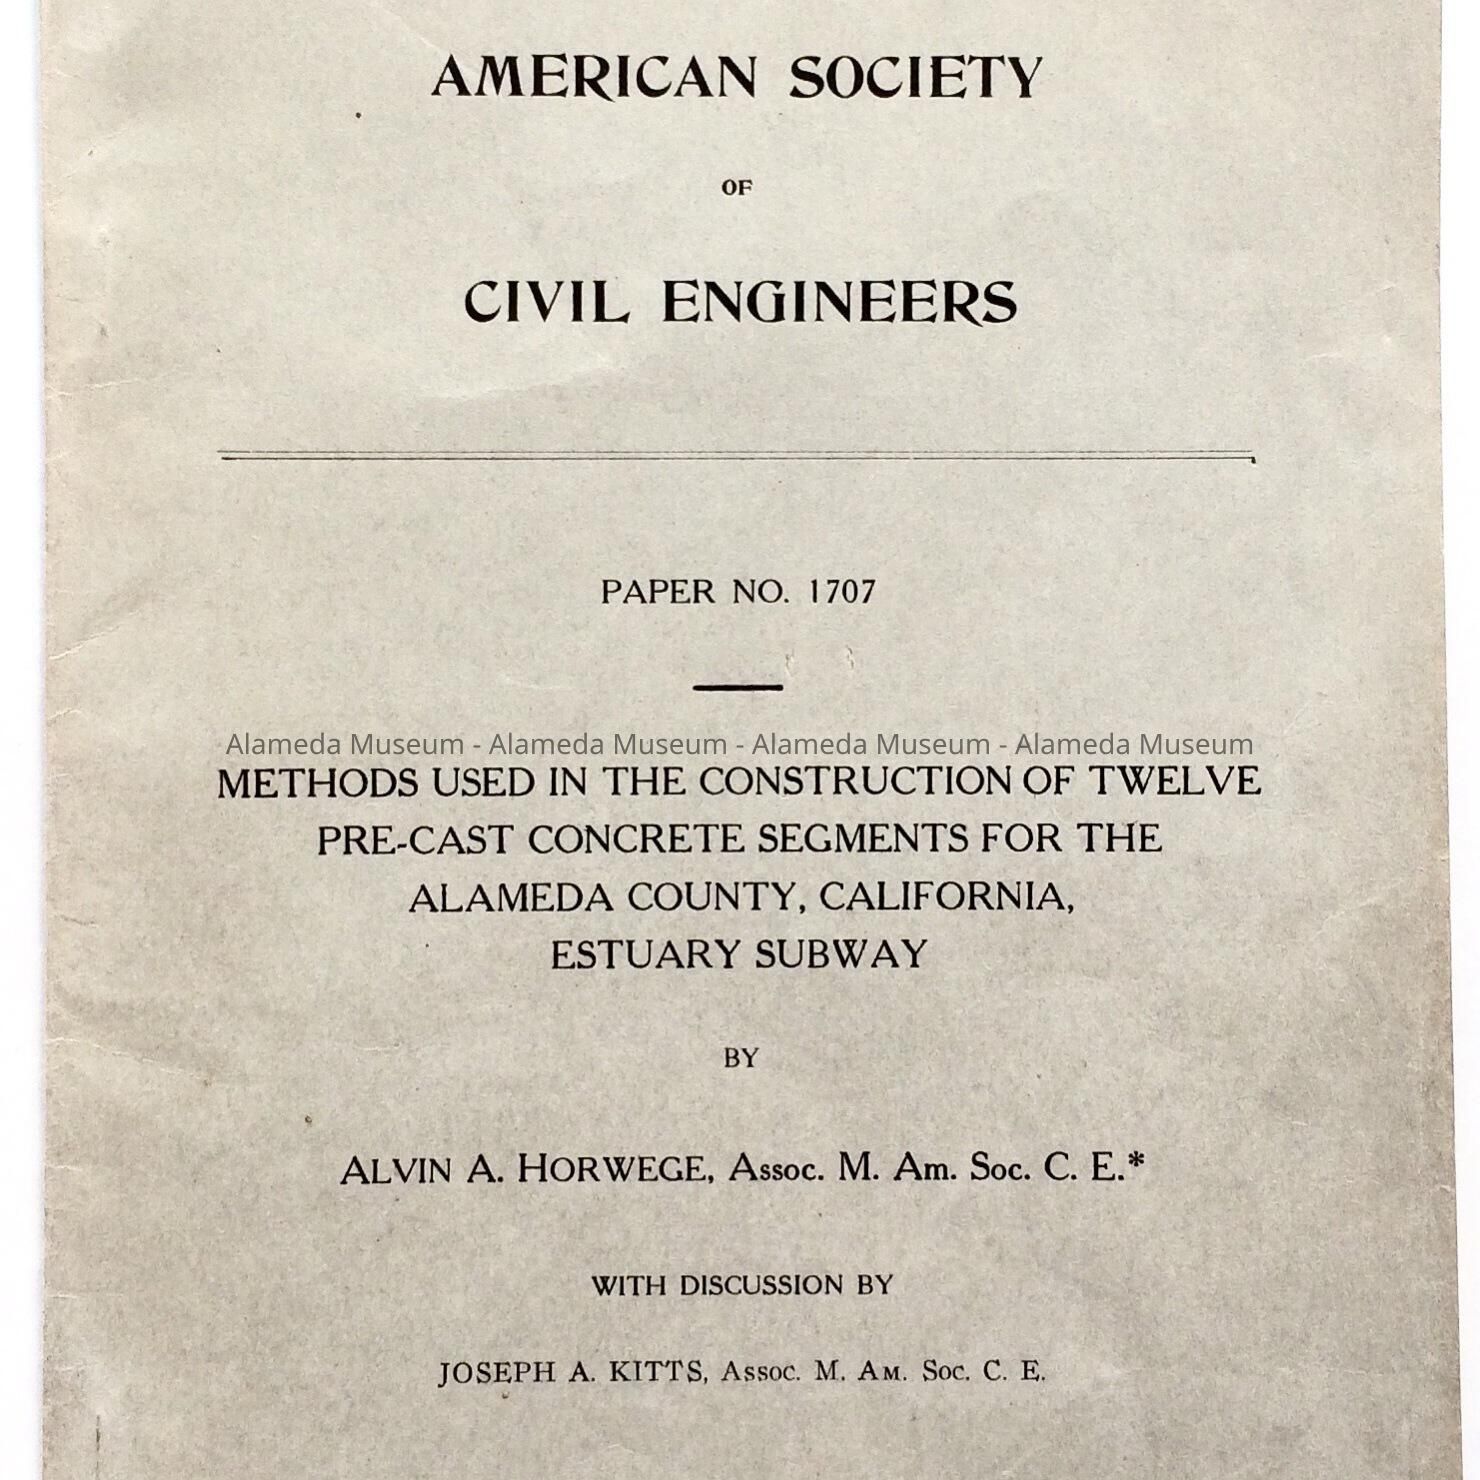 AMERICAN SOCIETY
OF
CIVIL ENGINEERS
PAPER NO. 1707
Alameda Museum - Alameda Museum - Alameda Museum - Alameda Museum
METHODS USED IN THE CONSTRUCTION OF TWELVE
PRE-CAST CONCRETE SEGMENTS FOR THE
ALAMEDA COUNTY, CALIFORNIA,
ESTUARY SUBWAY
BY
ALVIN A. HORWEGE, Assoc. M. Am. Soc. C. E.*
WITH DISCUSSION BY
JOSEPH A. KITTS, Assoc. M. Am. Soc. C. E.